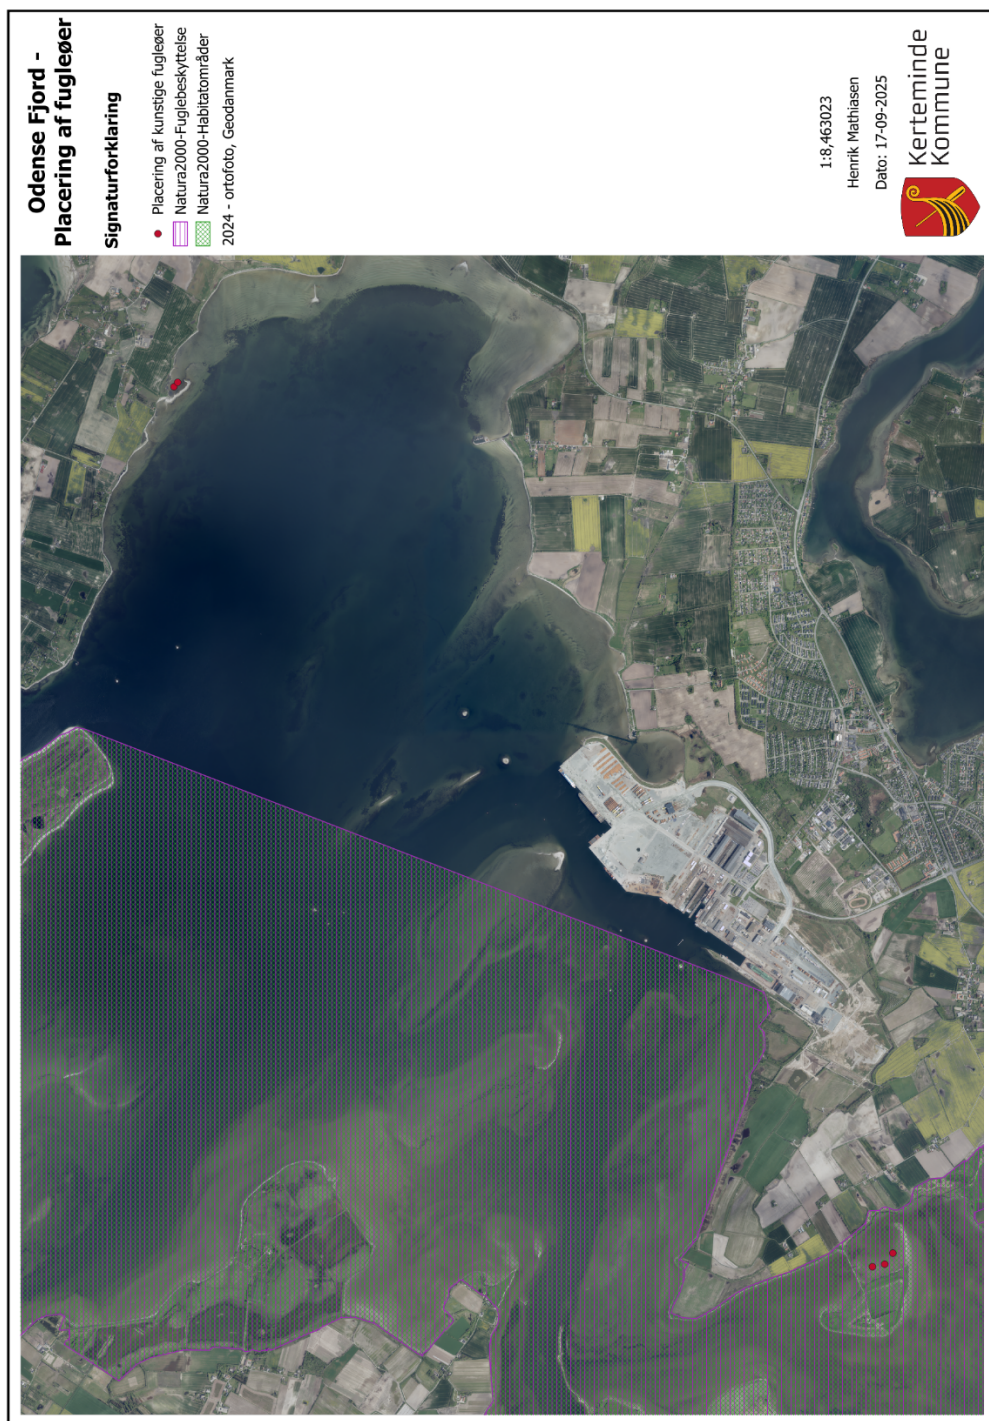 Odense Fjord -
Placering af fugleøer
Signaturforklaring
Placering af kunstige fugleøer
Natura2000-Fuglebeskyttelse
Natura2000-Habitatområder
2024 - ortofoto, Geodanmark
1:8,463023
Henrik Mathiasen
Dato: 17-09-2025
Kerteminde
Kommune